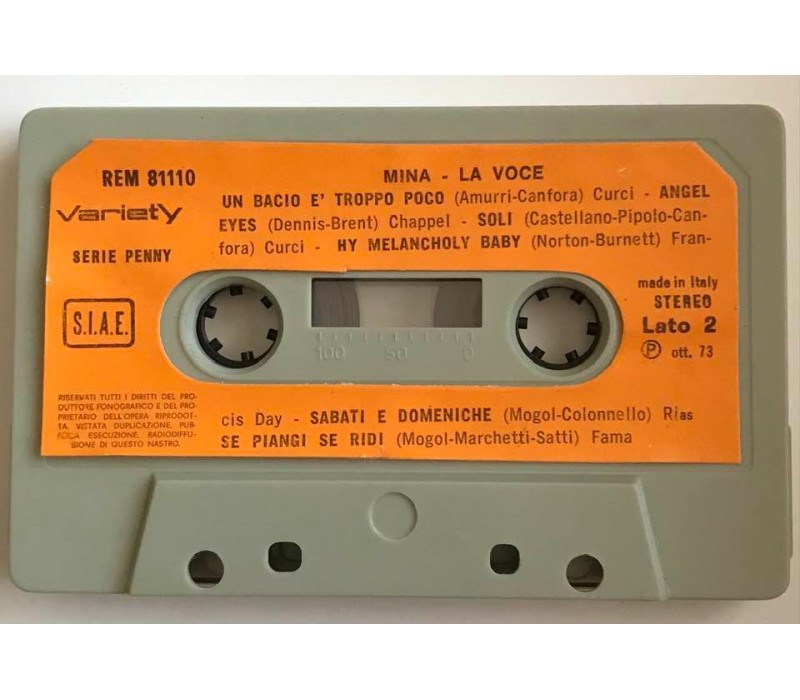 REM 81110
MINA - LA VOCE
variety
SERIE PENNY
UN BACIO E' TROPPO POCO (Amurri-Canfora) Curci - ANGEL
EYES (Dennis-Brent) Chappel - SOLI (Castellano-Pipolo-Can-
fora) Curci - HY MELANCHOLY BABY (Norton-Burnett) Fran-
S.I.A.E.
made in Italy
STEREO
Lato 2
Ⓟ ott. 73
100 50 0
RISERVATI TUTTI I DIRITTI DEL PRO-
DUTTORE FONOGRAFICO E DEL PRO-
PRIETARIO DELL'OPERA RIPRODOT-
TA. VIETATA DUPLICAZIONE, PUB-
BLICA ESECUZIONE, RADIODIFFU-
SIONE DI QUESTO NASTRO.
cis Day - SABATI E DOMENICHE (Mogol-Colonnello) Rias
SE PIANGI SE RIDI (Mogol-Marchetti-Satti) Fama